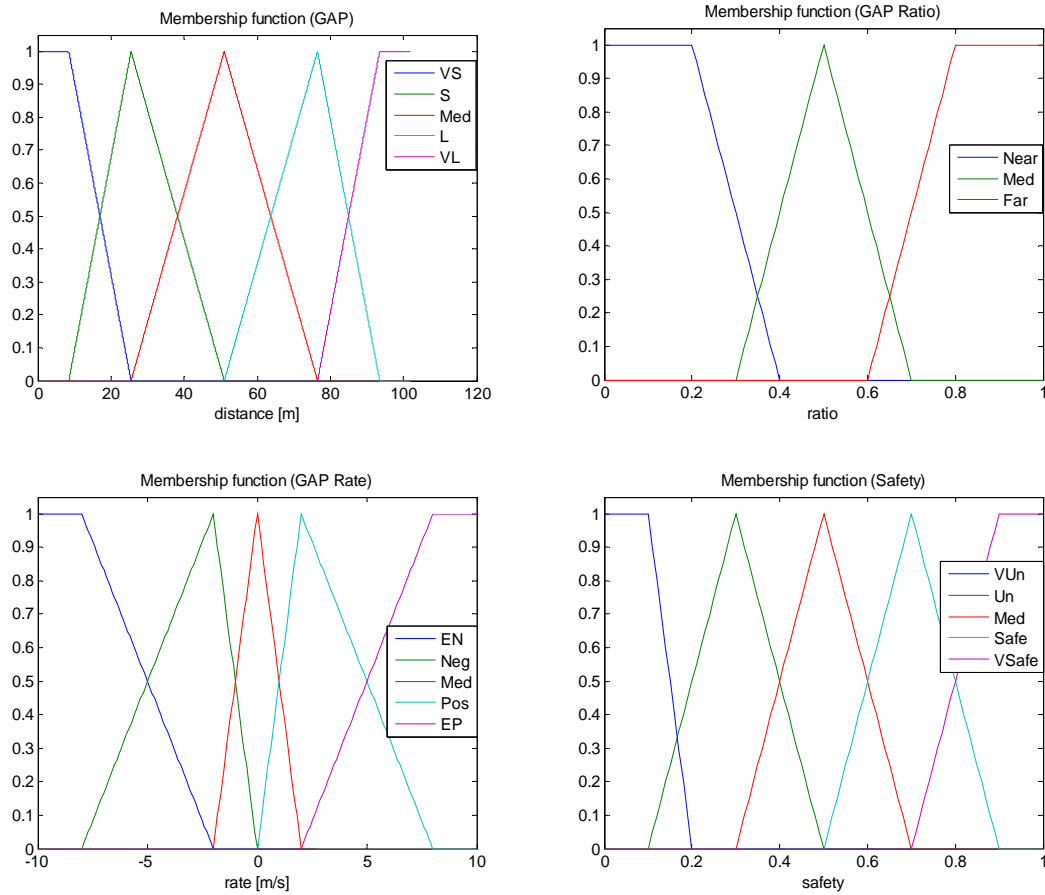 Membership function (GAP)
1
0.9
0.8
0.7
0.6
0.5
0.4
0.3
0.2
0.1
0
0 20 40 60 80 100 120
distance [m]
VS
S
Med
L
VL
Membership function (GAP Ratio)
1
0.9
0.8
0.7
0.6
0.5
0.4
0.3
0.2
0.1
0
0 0.2 0.4 0.6 0.8 1
ratio
Near
Med
Far
Membership function (GAP Rate)
1
0.9
0.8
0.7
0.6
0.5
0.4
0.3
0.2
0.1
0
-10 -5 0 5 10
rate [m/s]
EN
Neg
Med
Pos
EP
Membership function (Safety)
1
0.9
0.8
0.7
0.6
0.5
0.4
0.3
0.2
0.1
0
0 0.2 0.4 0.6 0.8 1
safety
VUn
Un
Med
Safe
VSafe